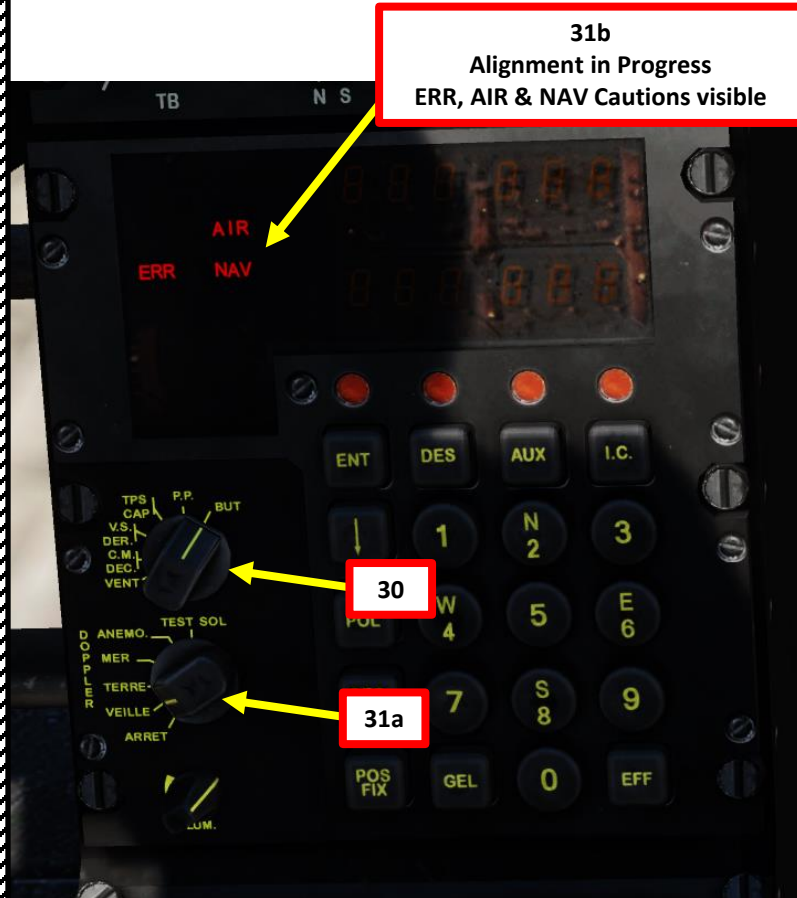 31b
Alignment in Progress
ERR, AIR & NAV Cautions visible
TB N S
AIR
ERR NAV
ENT DES AUX I.C.
TPS
CAP
P.P.
BUT
V.S.
DER.
C.M.
DEC.
VENT
1
N
2
3
30
POL
W
4
5
E
6
TEST SOL
ANEMO.
MER
TERRE
VEILLE
ARRET
DOPPLER
31a
7
S
8
9
POS
FIX
GEL
0
EFF
LUM.